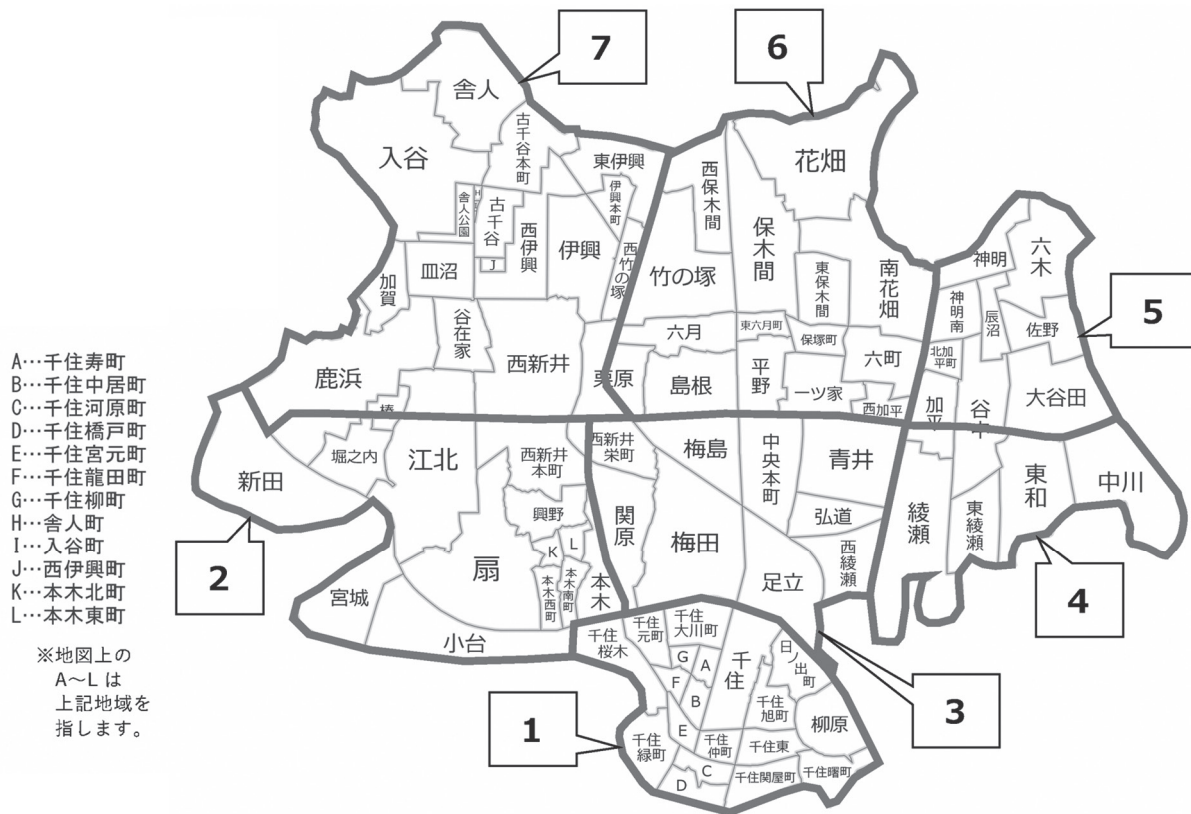 7
6
舎人
古千谷本町
入谷
花畑
東伊興
西保木間
伊興本町
H
舎人公園
古千谷
西伊興
伊興
西竹の塚
保木間
竹の塚
東保木間
南花畑
神明
六木
J
皿沼
加賀
神明南
辰沼
佐野
5
谷在家
六月
東六月町
保塚町
六町
北加平町
A…千住寿町
B…千住中居町
C…千住河原町
D…千住橋戸町
E…千住宮元町
F…千住龍田町
G…千住柳町
H…舎人町
I…入谷町
J…西伊興町
K…本木北町
L…本木東町
※地図上の
A〜Lは
上記地域を
指します。
鹿浜
西新井
栗原
島根
平野
一ツ家
西加平
加平
谷中
大谷田
椿
堀之内
江北
西新井本町
西新井
栄町
梅島
中央本町
青井
新田
興野
関原
梅田
弘道
綾瀬
東綾瀬
東和
中川
2
扇
K
L
本木西町
本木南町
本木
足立
西綾瀬
4
宮城
小台
千住
桜木
千住
元町
千住
大川町
G
A
千住
日ノ出町
F
B
千住
旭町
柳原
3
1
千住
緑町
E
千住
仲町
千住東
C
D
千住関屋町
千住曙町